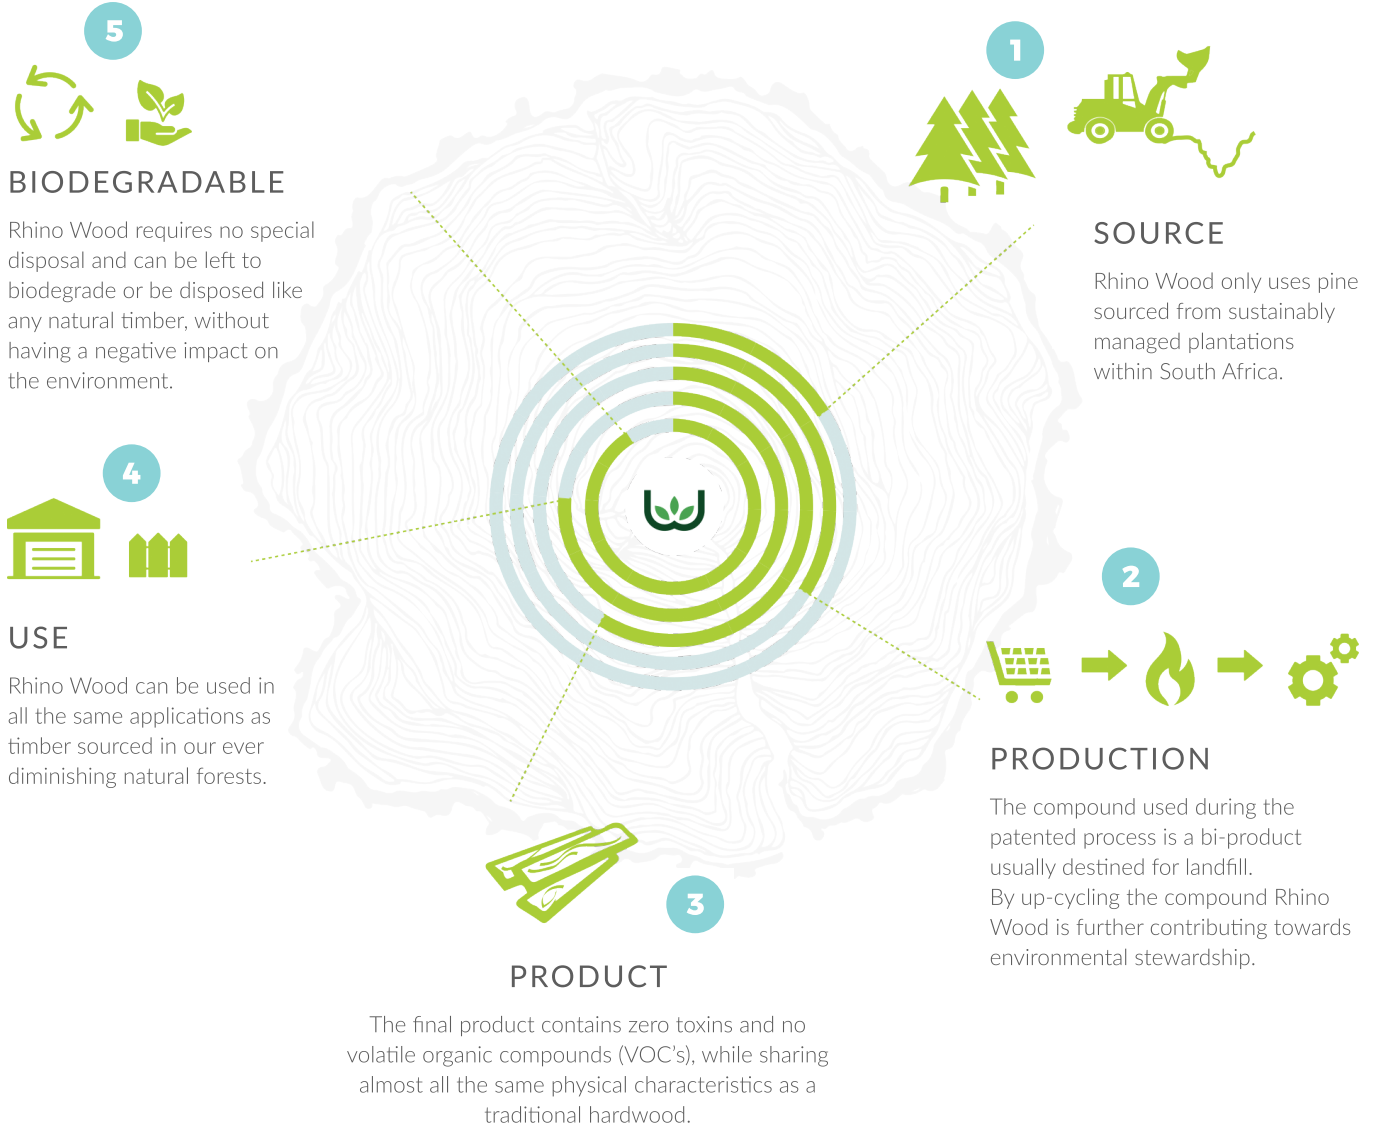 1
SOURCE
Rhino Wood only uses pine
sourced from sustainably
managed plantations
within South Africa.
2
PRODUCTION
The compound used during the
patented process is a bi-product
usually destined for landfill.
By up-cycling the compound Rhino
Wood is further contributing towards
environmental stewardship.
3
PRODUCT
The final product contains zero toxins and no
volatile organic compounds (VOC's), while sharing
almost all the same physical characteristics as a
traditional hardwood.
4
USE
Rhino Wood can be used in
all the same applications as
timber sourced in our ever
diminishing natural forests.
5
BIODEGRADABLE
Rhino Wood requires no special
disposal and can be left to
biodegrade or be disposed like
any natural timber, without
having a negative impact on
the environment.